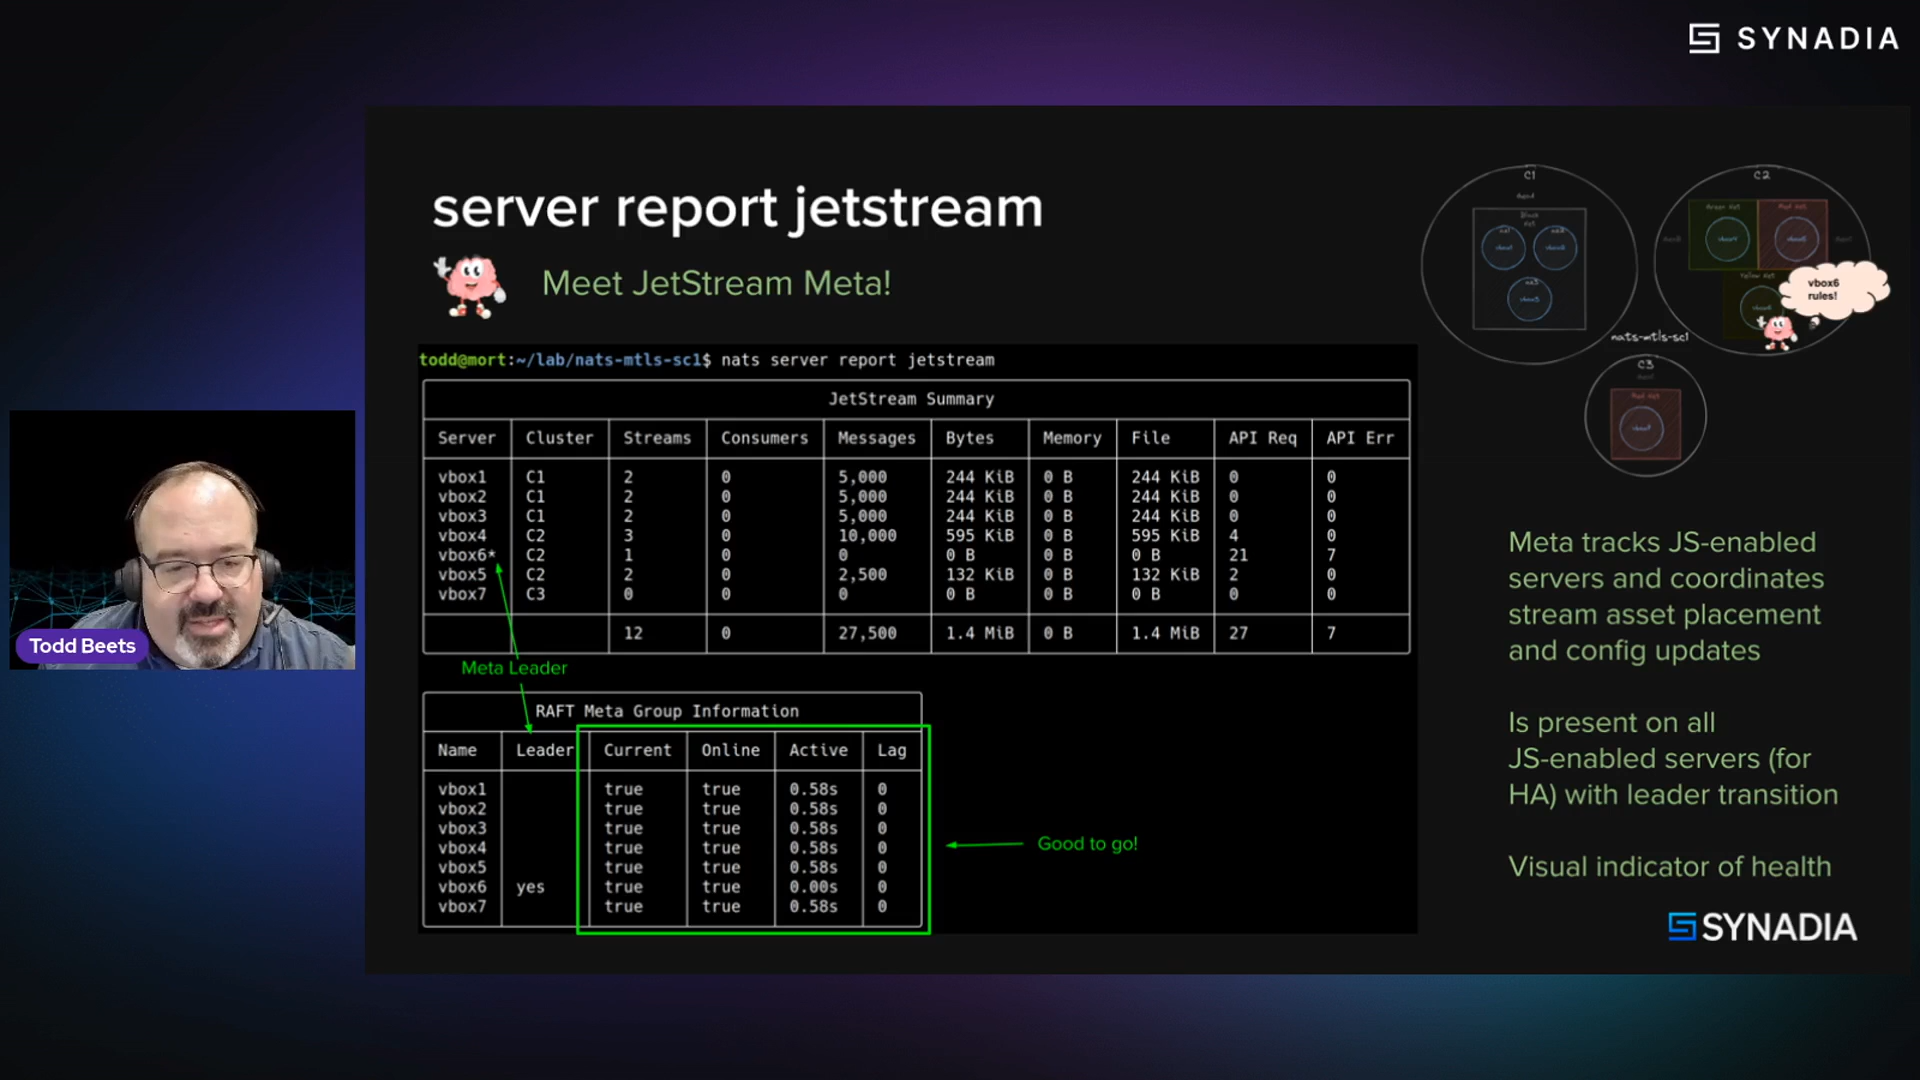 SYNADIA
server report jetstream
Meet JetStream Meta!
todd@mort:~/lab/nats-mtls-sc1$ nats server report jetstream
JetStream Summary
Server Cluster Streams Consumers Messages Bytes Memory File API Req API Err
vbox1 C1 2 0 5,000 244 KiB 0 B 244 KiB 0 0
vbox2 C1 2 0 5,000 244 KiB 0 B 244 KiB 0 0
vbox3 C1 2 0 5,000 244 KiB 0 B 244 KiB 0 0
vbox4 C2 3 0 10,000 595 KiB 0 B 595 KiB 4 0
vbox6* C2 1 0 0 0 B 0 B 0 B 21 7
vbox5 C2 2 0 2,500 132 KiB 0 B 132 KiB 2 0
vbox7 C3 0 0 0 0 B 0 B 0 B 0 0
12 0 27,500 1.4 MiB 0 B 1.4 MiB 27 7
Meta Leader
RAFT Meta Group Information
Name Leader Current Online Active Lag
vbox1 true true 0.58s 0
vbox2 true true 0.58s 0
vbox3 true true 0.58s 0
vbox4 true true 0.58s 0
vbox5 true true 0.58s 0
vbox6 yes true true 0.00s 0
vbox7 true true 0.58s 0
Good to go!
C1
C2
vbox6
rules!
nats-mtls-sc1
C3
Meta tracks JS-enabled
servers and coordinates
stream asset placement
and config updates
Is present on all
JS-enabled servers (for
HA) with leader transition
Visual indicator of health
SYNADIA
Todd Beets